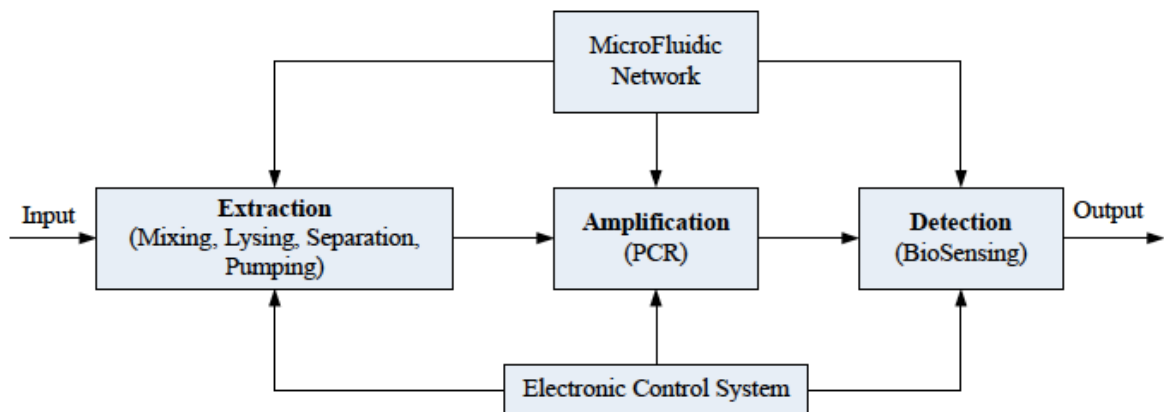 MicroFluidic
Network
Input
Extraction
(Mixing, Lysing, Separation,
Pumping)
Amplification
(PCR)
Detection
(BioSensing)
Output
Electronic Control System